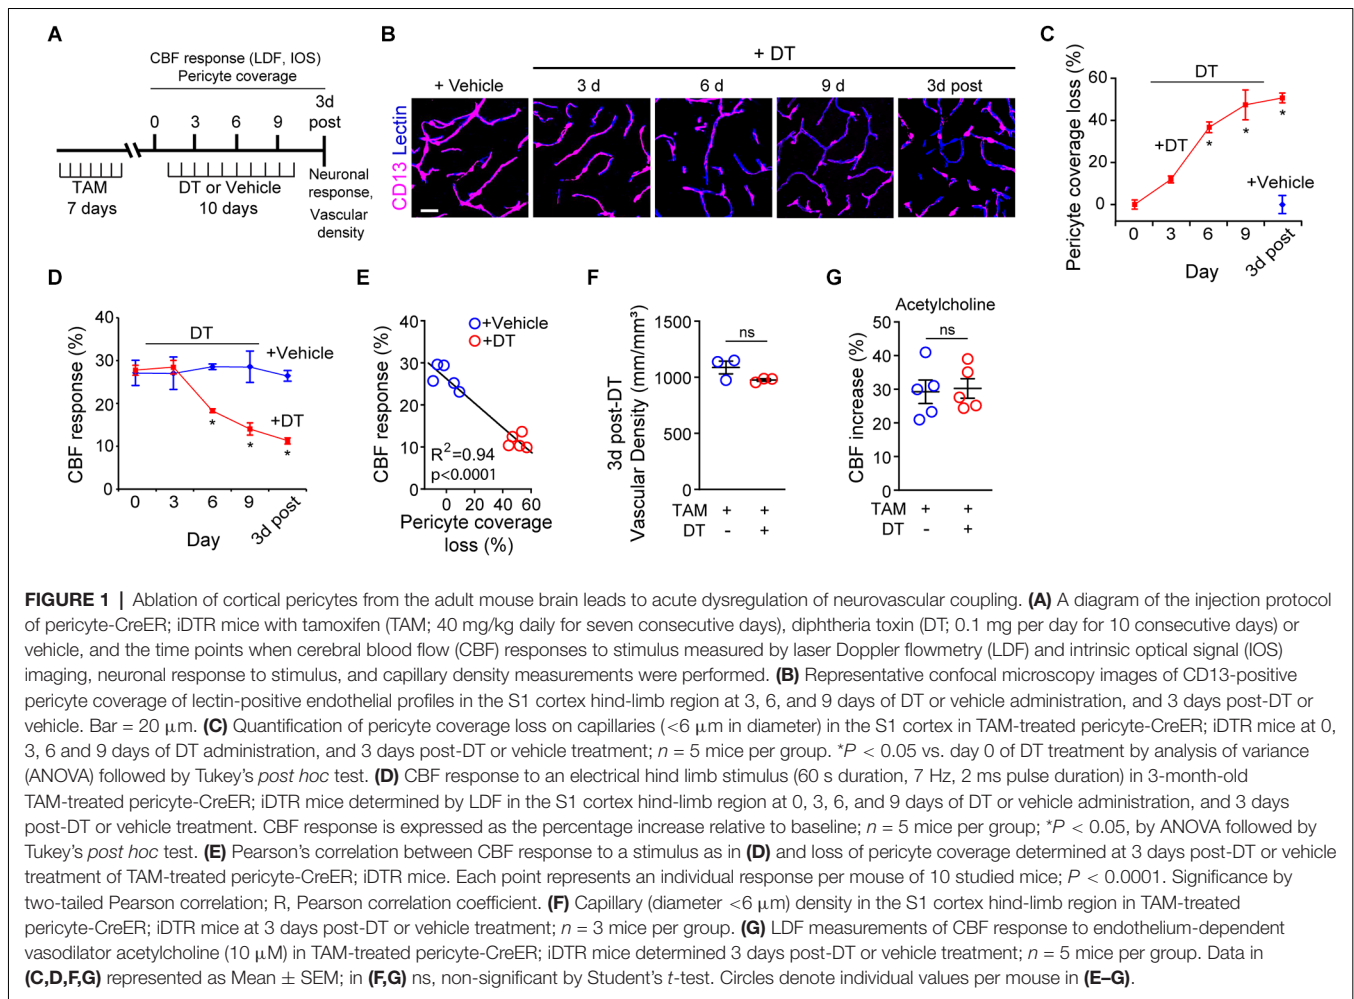 A
CBF response (LDF, IOS)
Pericyte coverage
3d
post
0 3 6 9
TAM
7 days
DT or Vehicle
10 days
Neuronal
response,
Vascular
density
B
+ DT
+ Vehicle 3 d 6 d 9 d 3d post
CD13 Lectin
C
Pericyte coverage loss (%)
60
40
20
0
DT
+DT
+Vehicle
*
*
*
0 3 6 9 3d post
Day
D
CBF response (%)
40
30
20
10
0
DT
+Vehicle
+DT
*
*
*
0 3 6 9 3d post
Day
E
CBF response (%)
40
30
20
10
0
+Vehicle
+DT
R²=0.94
p<0.0001
0 20 40 60
Pericyte coverage
loss (%)
F
3d post-DT
Vascular Density (mm/mm³)
1500
1000
500
0
ns
TAM + +
DT - +
G
Acetylcholine
CBF increase (%)
50
40
30
20
10
0
ns
TAM + +
DT - +
FIGURE 1 | Ablation of cortical pericytes from the adult mouse brain leads to acute dysregulation of neurovascular coupling. (A) A diagram of the injection protocol
of pericyte-CreER; iDTR mice with tamoxifen (TAM; 40 mg/kg daily for seven consecutive days), diphtheria toxin (DT; 0.1 mg per day for 10 consecutive days) or
vehicle, and the time points when cerebral blood flow (CBF) responses to stimulus measured by laser Doppler flowmetry (LDF) and intrinsic optical signal (IOS)
imaging, neuronal response to stimulus, and capillary density measurements were performed. (B) Representative confocal microscopy images of CD13-positive
pericyte coverage of lectin-positive endothelial profiles in the S1 cortex hind-limb region at 3, 6, and 9 days of DT or vehicle administration, and 3 days post-DT or
vehicle. Bar = 20 μm. (C) Quantification of pericyte coverage loss on capillaries (<6 μm in diameter) in the S1 cortex in TAM-treated pericyte-CreER; iDTR mice at 0,
3, 6 and 9 days of DT administration, and 3 days post-DT or vehicle treatment; n = 5 mice per group. *P < 0.05 vs. day 0 of DT treatment by analysis of variance
(ANOVA) followed by Tukey's post hoc test. (D) CBF response to an electrical hind limb stimulus (60 s duration, 7 Hz, 2 ms pulse duration) in 3-month-old
TAM-treated pericyte-CreER; iDTR mice determined by LDF in the S1 cortex hind-limb region at 0, 3, 6, and 9 days of DT or vehicle administration, and 3 days
post-DT or vehicle treatment. CBF response is expressed as the percentage increase relative to baseline; n = 5 mice per group; *P < 0.05, by ANOVA followed by
Tukey's post hoc test. (E) Pearson's correlation between CBF response to a stimulus as in (D) and loss of pericyte coverage determined at 3 days post-DT or vehicle
treatment of TAM-treated pericyte-CreER; iDTR mice. Each point represents an individual response per mouse of 10 studied mice; P < 0.0001. Significance by
two-tailed Pearson correlation; R, Pearson correlation coefficient. (F) Capillary (diameter <6 μm) density in the S1 cortex hind-limb region in TAM-treated
pericyte-CreER; iDTR mice at 3 days post-DT or vehicle treatment; n = 3 mice per group. (G) LDF measurements of CBF response to endothelium-dependent
vasodilator acetylcholine (10 μM) in TAM-treated pericyte-CreER; iDTR mice determined 3 days post-DT or vehicle treatment; n = 5 mice per group. Data in
(C,D,F,G) represented as Mean ± SEM; in (F,G) ns, non-significant by Student's t-test. Circles denote individual values per mouse in (E–G).